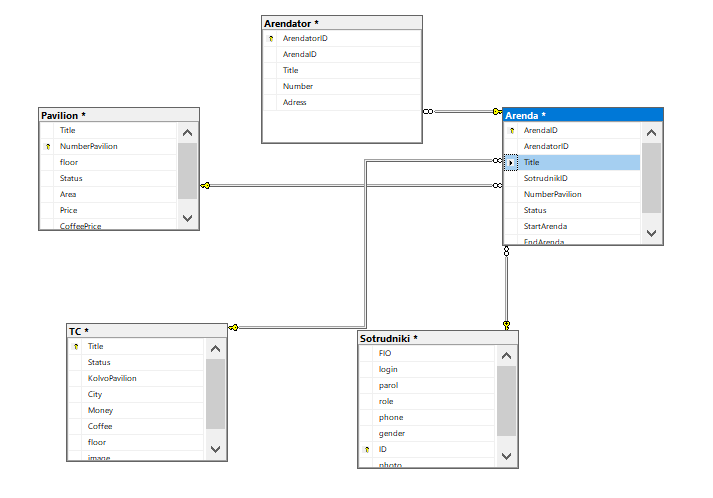 Arendator *
ArendatorID
ArendaID
Title
Number
Adress
Pavilion *
Title
NumberPavilion
floor
Status
Area
Price
CoffeePrice
Arenda *
ArendaID
ArendatorID
Title
SotrudnikID
NumberPavilion
Status
StartArenda
EndArenda
TC *
Title
Status
KolvoPavilion
City
Money
Coffee
floor
image
Sotrudniki *
FIO
login
parol
role
phone
gender
ID
photo